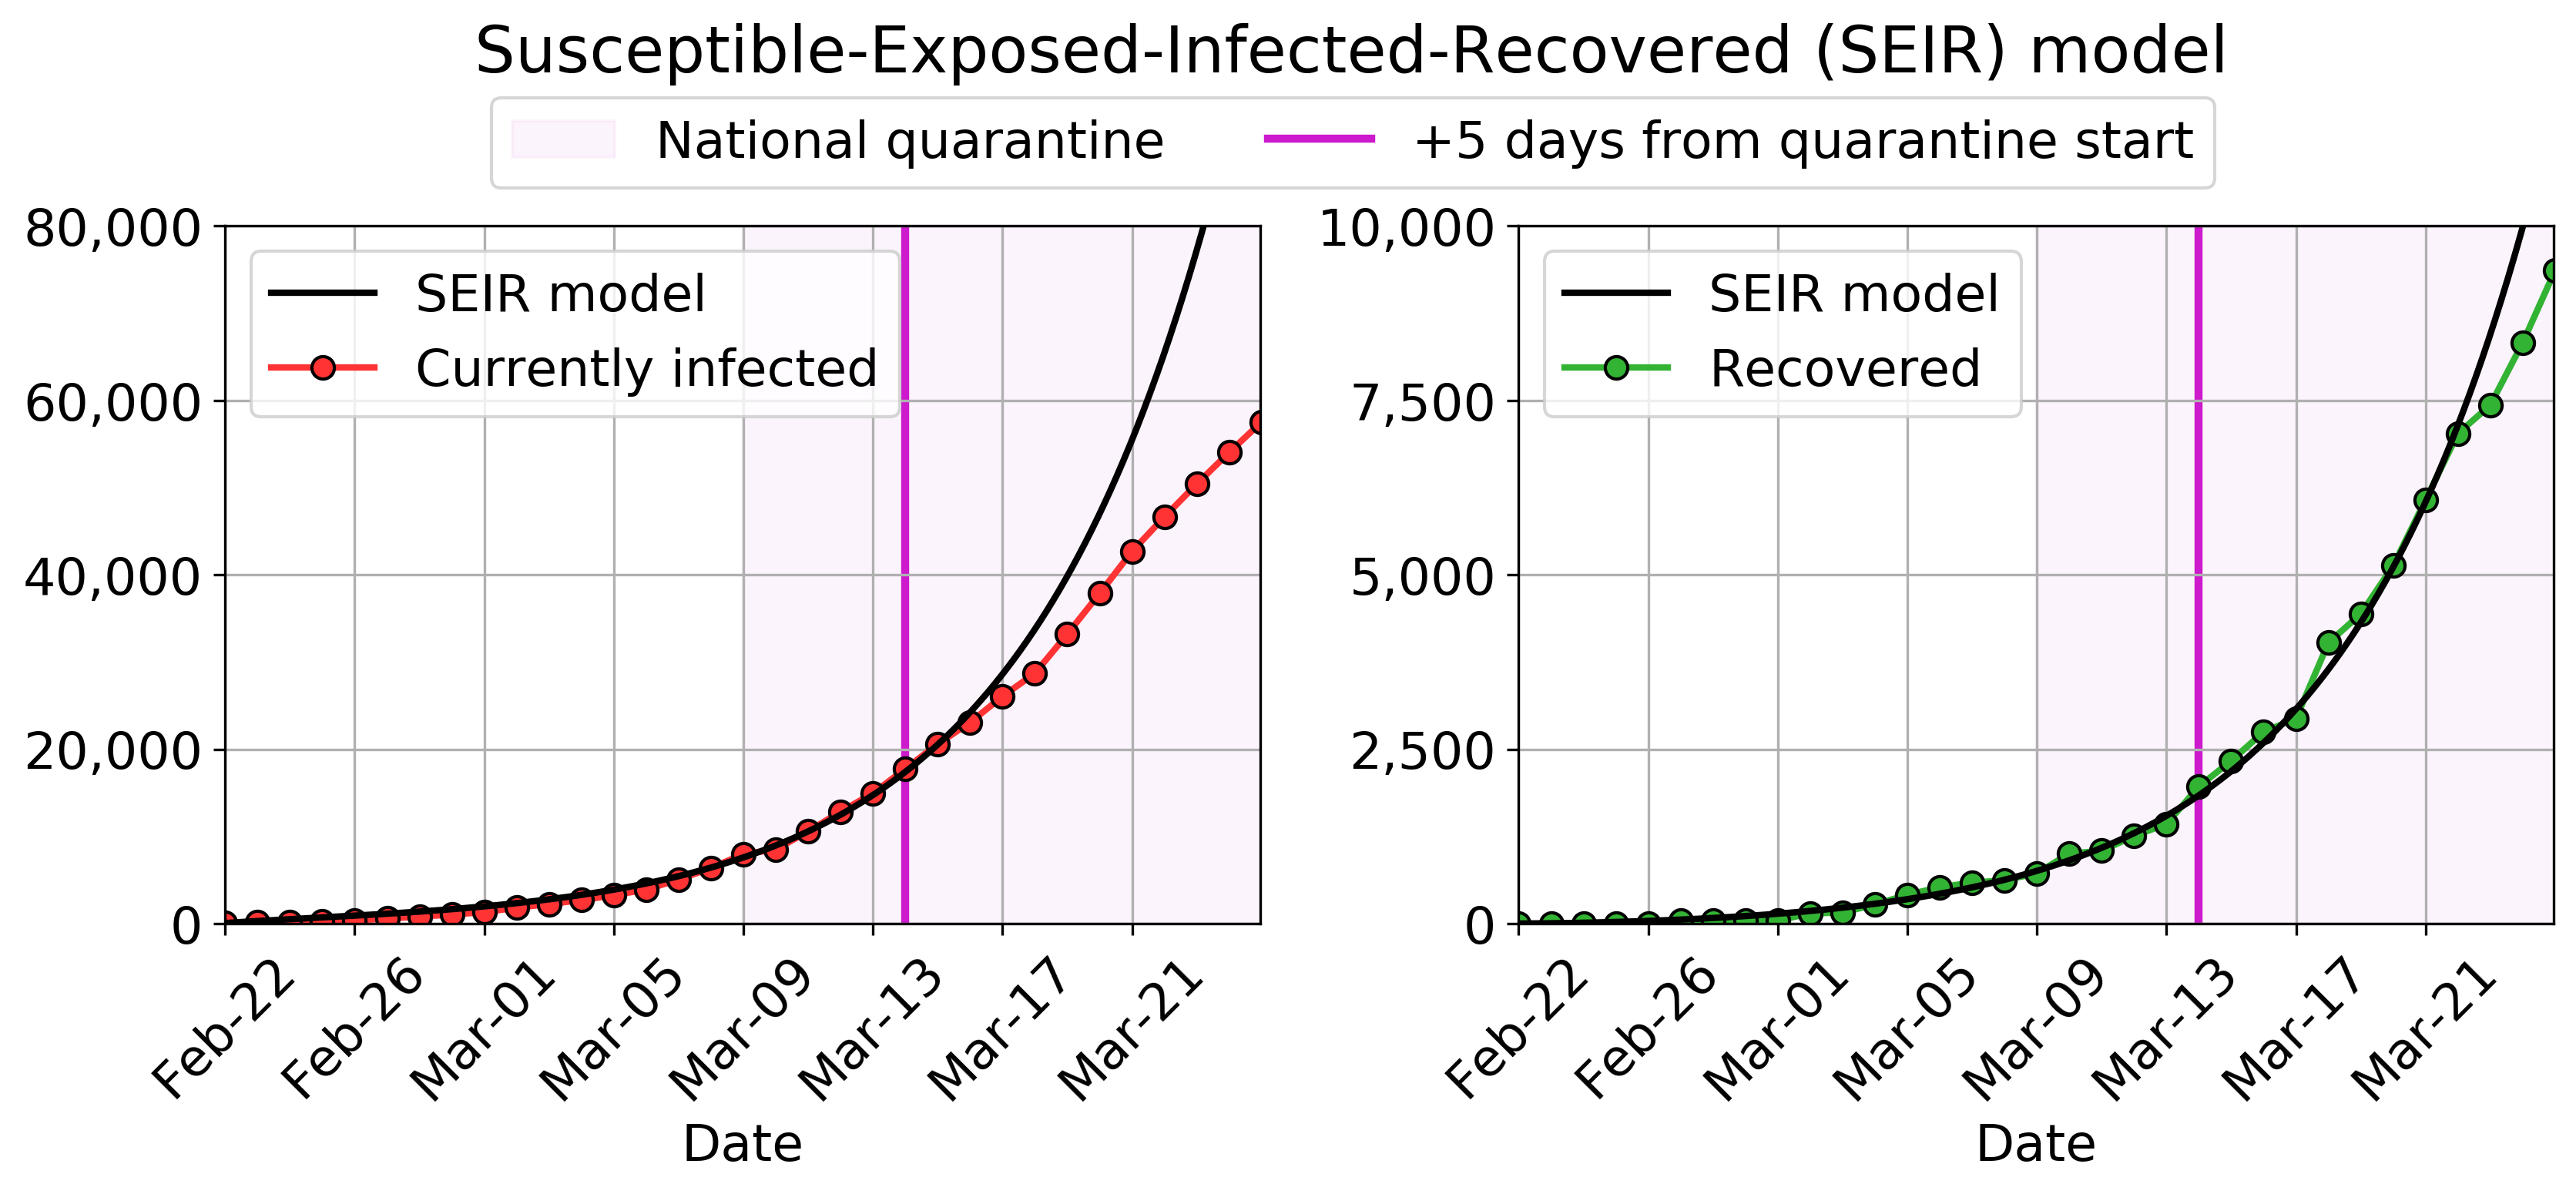 Susceptible-Exposed-Infected-Recovered (SEIR) model
National quarantine
+5 days from quarantine start
80,000
60,000
40,000
20,000
0
SEIR model
Currently infected
Feb-22
Feb-26
Mar-01
Mar-05
Mar-09
Mar-13
Mar-17
Mar-21
Date
10,000
7,500
5,000
2,500
0
SEIR model
Recovered
Feb-22
Feb-26
Mar-01
Mar-05
Mar-09
Mar-13
Mar-17
Mar-21
Date